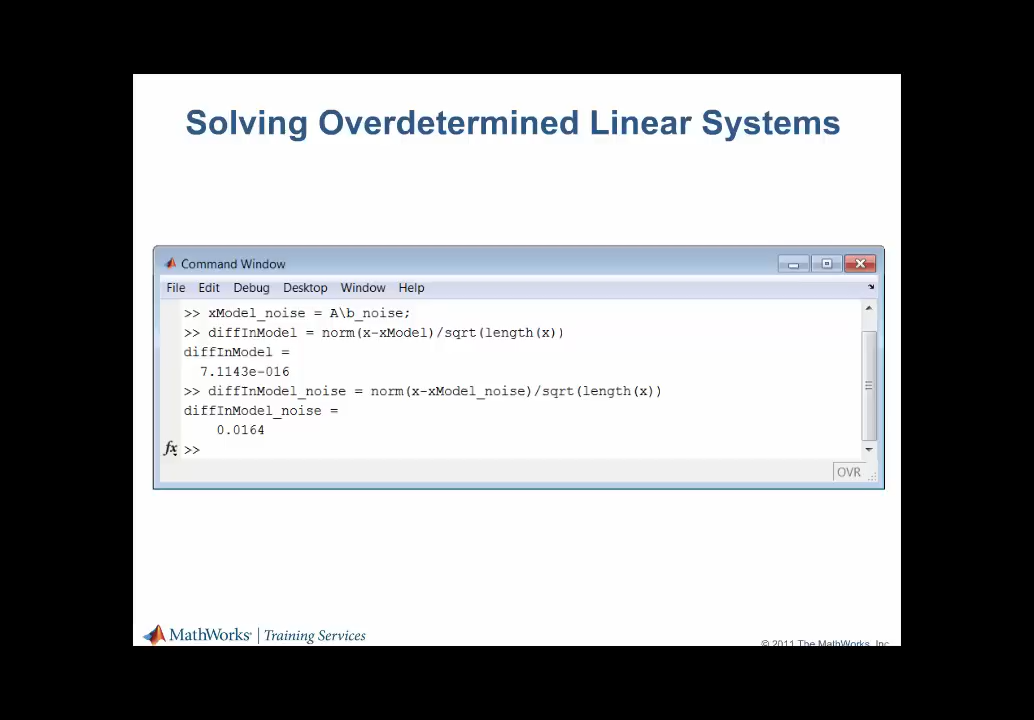 Solving Overdetermined Linear Systems
Command Window
File Edit Debug Desktop Window Help
>> xModel_noise = A\b_noise;
>> diffInModel = norm(x-xModel)/sqrt(length(x))
diffInModel =
7.1143e-016
>> diffInModel_noise = norm(x-xModel_noise)/sqrt(length(x))
diffInModel_noise =
0.0164
fx >>
OVR
MathWorks® | Training Services
© 2011 The MathWorks, Inc